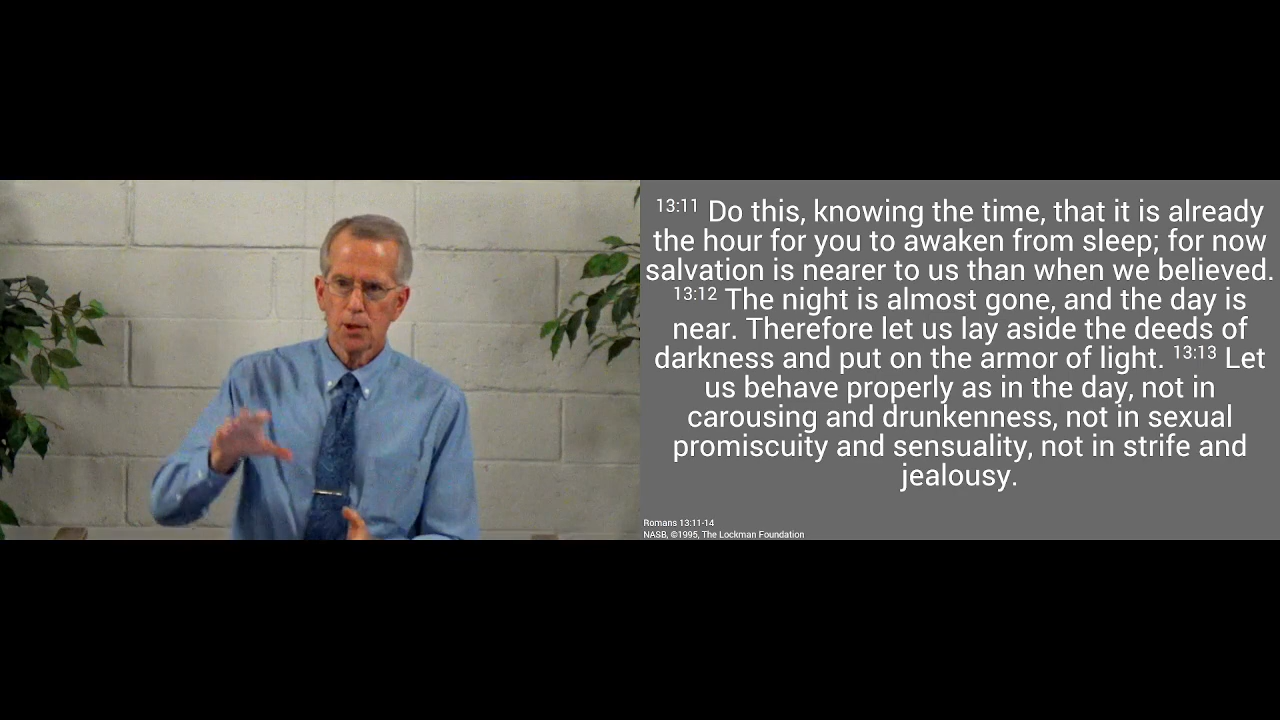 13:11 Do this, knowing the time, that it is already
the hour for you to awaken from sleep; for now
salvation is nearer to us than when we believed.
13:12 The night is almost gone, and the day is
near. Therefore let us lay aside the deeds of
darkness and put on the armor of light. 13:13 Let
us behave properly as in the day, not in
carousing and drunkenness, not in sexual
promiscuity and sensuality, not in strife and
jealousy.
Romans 13:11-14
NASB, ©1995, The Lockman Foundation